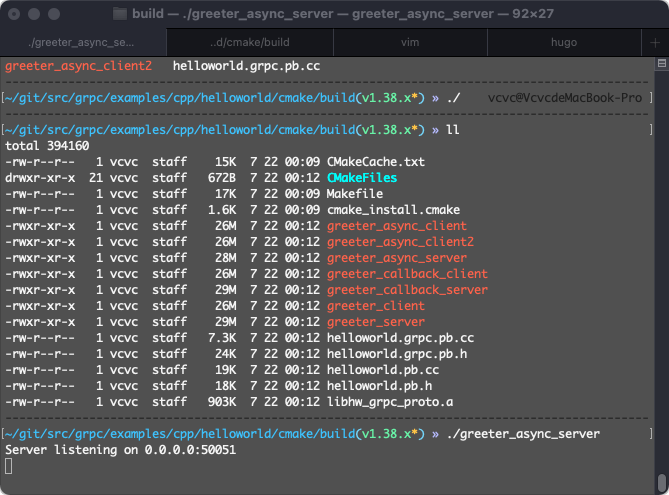 build — ./greeter_async_server — greeter_async_server — 92×27
./greeter_async_se... ..d/cmake/build vim hugo +
greeter_async_client2 helloworld.grpc.pb.cc
--------------------------------------------------------------------------------------------
[~/git/src/grpc/examples/cpp/helloworld/cmake/build(v1.38.x*) » ./ vcvc@VcvcdeMacBook-Pro ]
--------------------------------------------------------------------------------------------
[~/git/src/grpc/examples/cpp/helloworld/cmake/build(v1.38.x*) » ll ]
total 394160
-rw-r--r-- 1 vcvc staff 15K 7 22 00:09 CMakeCache.txt
drwxr-xr-x 21 vcvc staff 672B 7 22 00:12 CMakeFiles
-rw-r--r-- 1 vcvc staff 17K 7 22 00:09 Makefile
-rw-r--r-- 1 vcvc staff 1.6K 7 22 00:09 cmake_install.cmake
-rwxr-xr-x 1 vcvc staff 26M 7 22 00:12 greeter_async_client
-rwxr-xr-x 1 vcvc staff 26M 7 22 00:12 greeter_async_client2
-rwxr-xr-x 1 vcvc staff 28M 7 22 00:12 greeter_async_server
-rwxr-xr-x 1 vcvc staff 26M 7 22 00:12 greeter_callback_client
-rwxr-xr-x 1 vcvc staff 29M 7 22 00:12 greeter_callback_server
-rwxr-xr-x 1 vcvc staff 26M 7 22 00:12 greeter_client
-rwxr-xr-x 1 vcvc staff 29M 7 22 00:12 greeter_server
-rw-r--r-- 1 vcvc staff 7.3K 7 22 00:12 helloworld.grpc.pb.cc
-rw-r--r-- 1 vcvc staff 24K 7 22 00:12 helloworld.grpc.pb.h
-rw-r--r-- 1 vcvc staff 19K 7 22 00:12 helloworld.pb.cc
-rw-r--r-- 1 vcvc staff 18K 7 22 00:12 helloworld.pb.h
-rw-r--r-- 1 vcvc staff 903K 7 22 00:12 libhw_grpc_proto.a
--------------------------------------------------------------------------------------------
[~/git/src/grpc/examples/cpp/helloworld/cmake/build(v1.38.x*) » ./greeter_async_server ]
Server listening on 0.0.0.0:50051